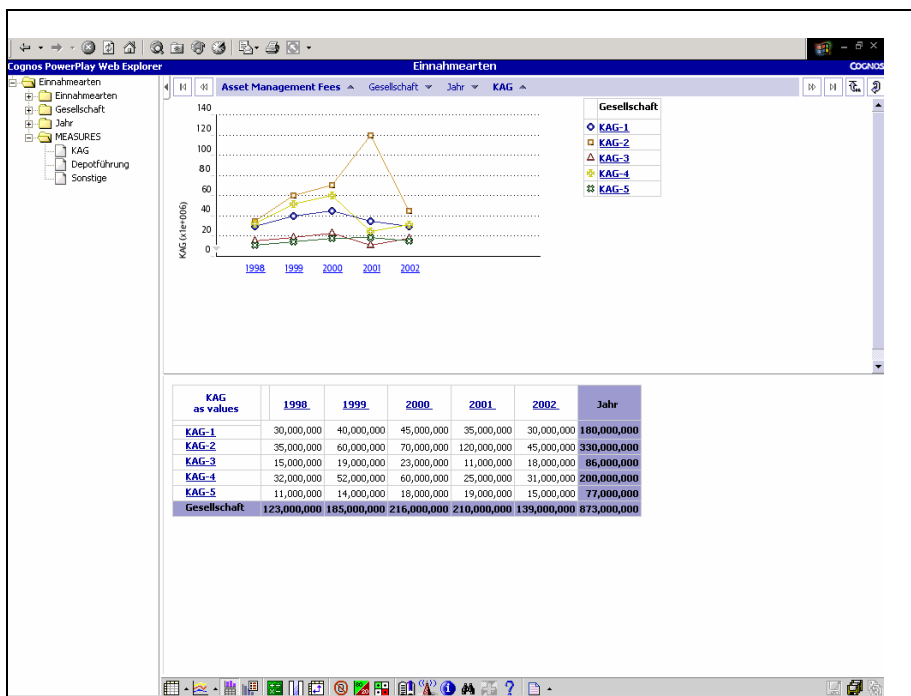 Cognos PowerPlay Web Explorer Einnahmearten COGNOS
Einnahmearten
Einnahmearten
Gesellschaft
Jahr
MEASURES
KAG
Depotführung
Sonstige
Asset Management Fees Gesellschaft Jahr KAG
140
120
100
80
60
40
20
0
KAG (x1e+006)
1998 1999 2000 2001 2002
Gesellschaft
KAG-1
KAG-2
KAG-3
KAG-4
KAG-5
KAG as values 1998 1999 2000 2001 2002 Jahr
KAG-1 30,000,000 40,000,000 45,000,000 35,000,000 30,000,000 180,000,000
KAG-2 35,000,000 60,000,000 70,000,000 120,000,000 45,000,000 330,000,000
KAG-3 15,000,000 19,000,000 23,000,000 11,000,000 18,000,000 86,000,000
KAG-4 32,000,000 52,000,000 60,000,000 25,000,000 31,000,000 200,000,000
KAG-5 11,000,000 14,000,000 18,000,000 19,000,000 15,000,000 77,000,000
Gesellschaft 123,000,000 185,000,000 216,000,000 210,000,000 139,000,000 873,000,000